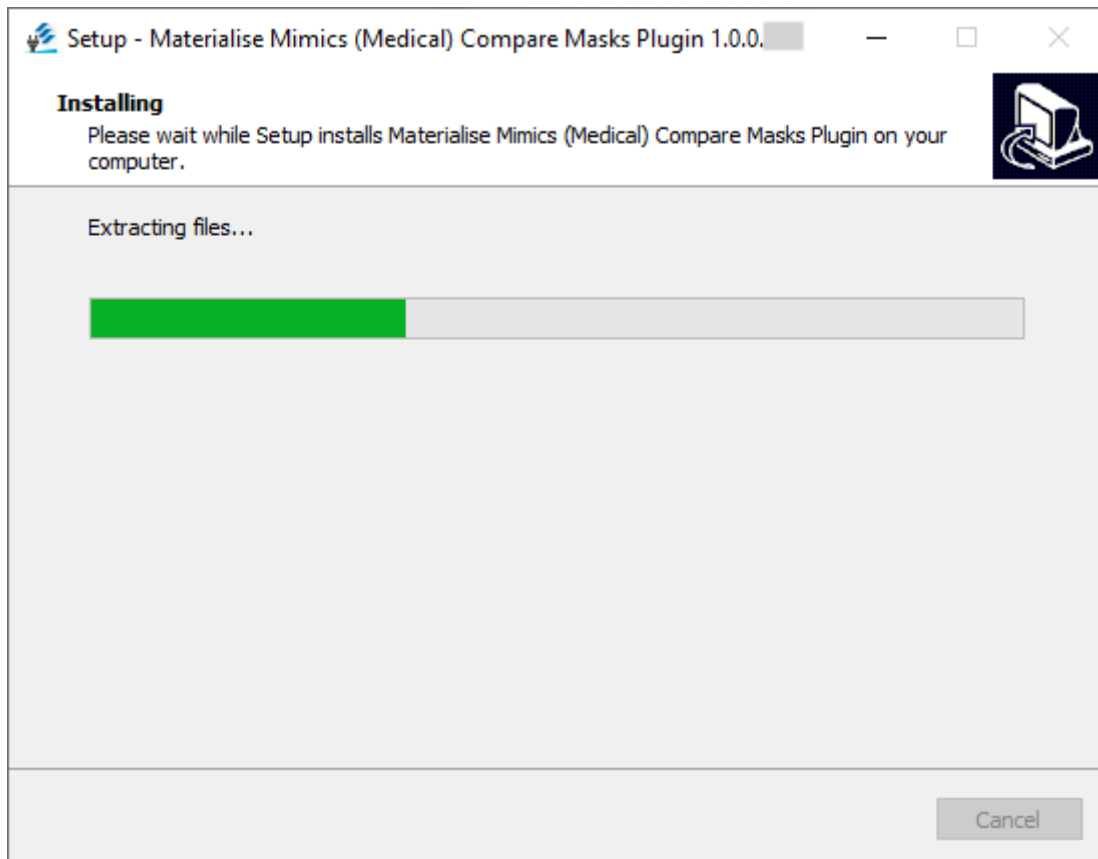 Setup - Materialise Mimics (Medical) Compare Masks Plugin 1.0.0.
Installing
Please wait while Setup installs Materialise Mimics (Medical) Compare Masks Plugin on your
computer.
Extracting files...
Cancel